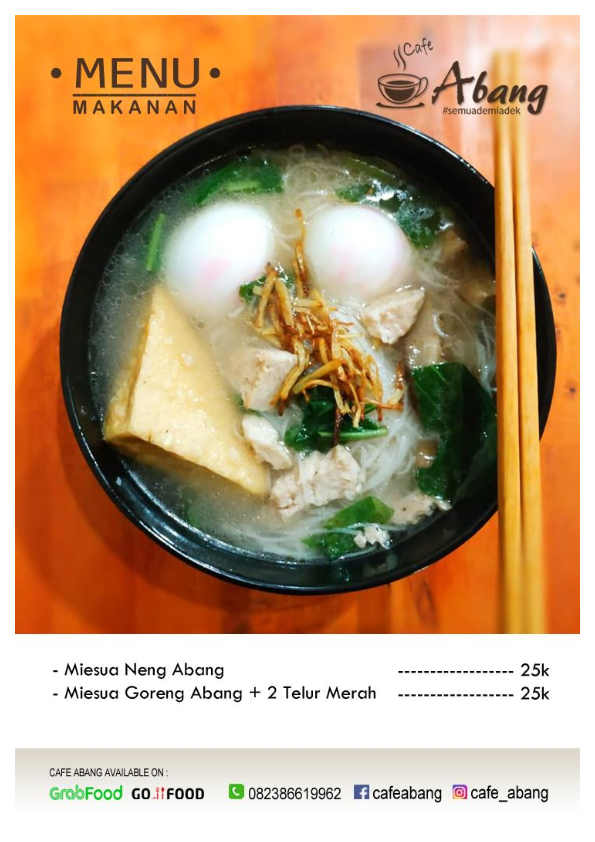 • MENU •
MAKANAN
Cafe
Abang
#semuademiadek
- Miesua Neng Abang ------------------ 25k
- Miesua Goreng Abang + 2 Telur Merah ------------------ 25k
CAFE ABANG AVAILABLE ON :
GrabFood GO FOOD 082386619962 cafeabang cafe_abang